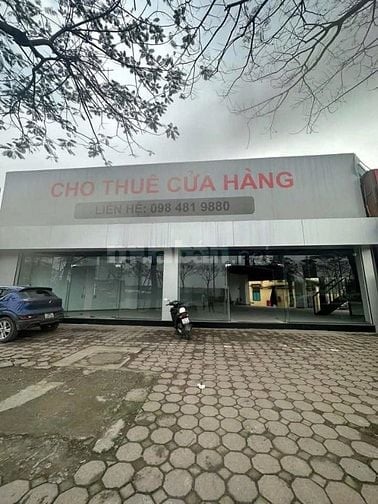 CHO THUÊ CỬA HÀNG
LIÊN HỆ: 098 481 9880